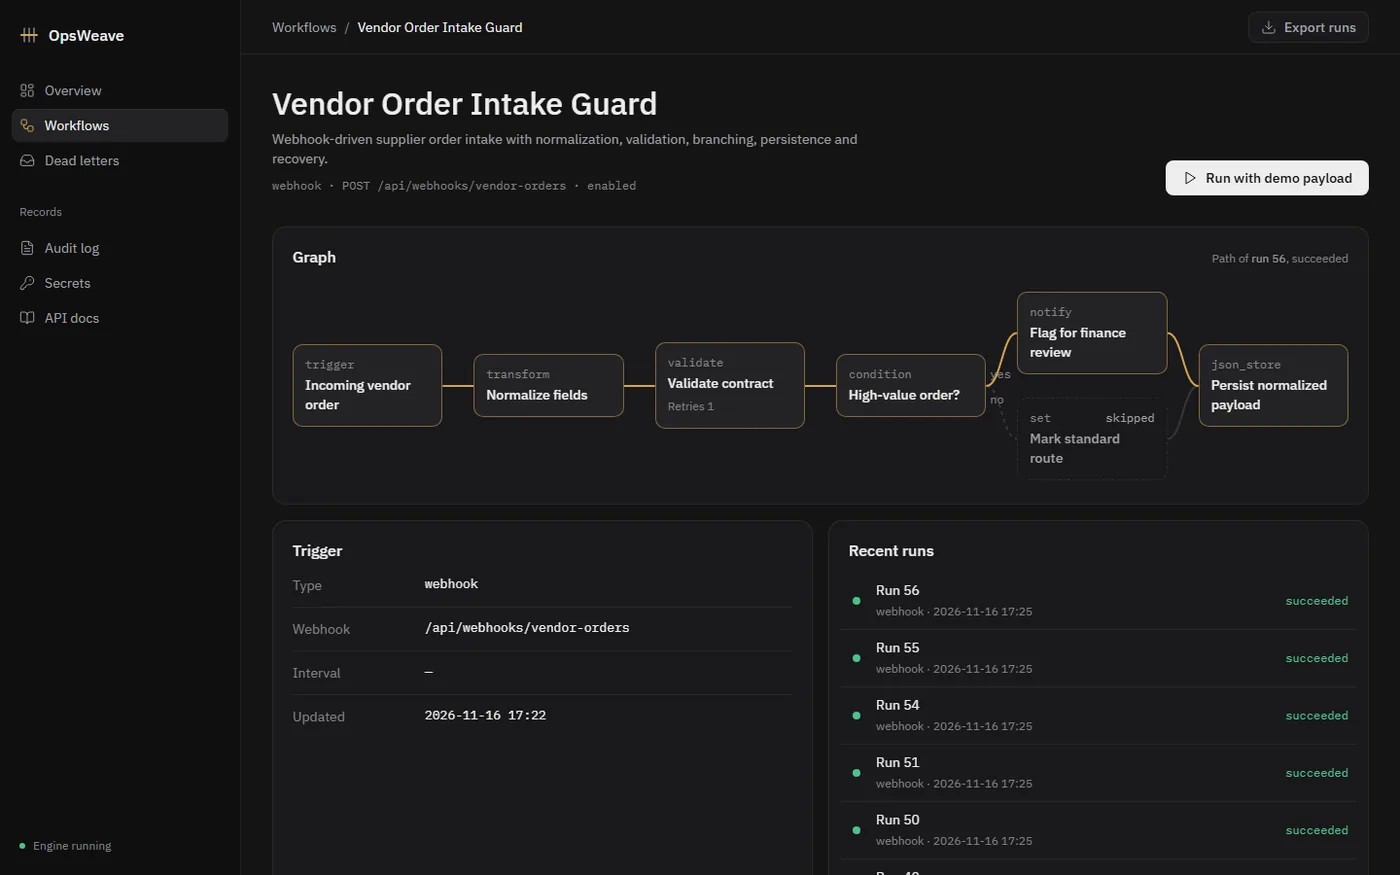 OpsWeave
Overview
Workflows
Dead letters
Records
Audit log
Secrets
API docs
Engine running
Workflows / Vendor Order Intake Guard
Export runs
Vendor Order Intake Guard
Webhook-driven supplier order intake with normalization, validation, branching, persistence and
recovery.
webhook · POST /api/webhooks/vendor-orders · enabled
Run with demo payload
Graph
Path of run 56, succeeded
trigger
Incoming vendor
order
transform
Normalize fields
validate
Validate contract
Retries 1
condition
High-value order?
yes
no
notify
Flag for finance
review
set skipped
Mark standard
route
json_store
Persist normalized
payload
Trigger
Type webhook
Webhook /api/webhooks/vendor-orders
Interval —
Updated 2026-11-16 17:22
Recent runs
Run 56
webhook · 2026-11-16 17:25
succeeded
Run 55
webhook · 2026-11-16 17:25
succeeded
Run 54
webhook · 2026-11-16 17:25
succeeded
Run 51
webhook · 2026-11-16 17:25
succeeded
Run 50
webhook · 2026-11-16 17:25
succeeded